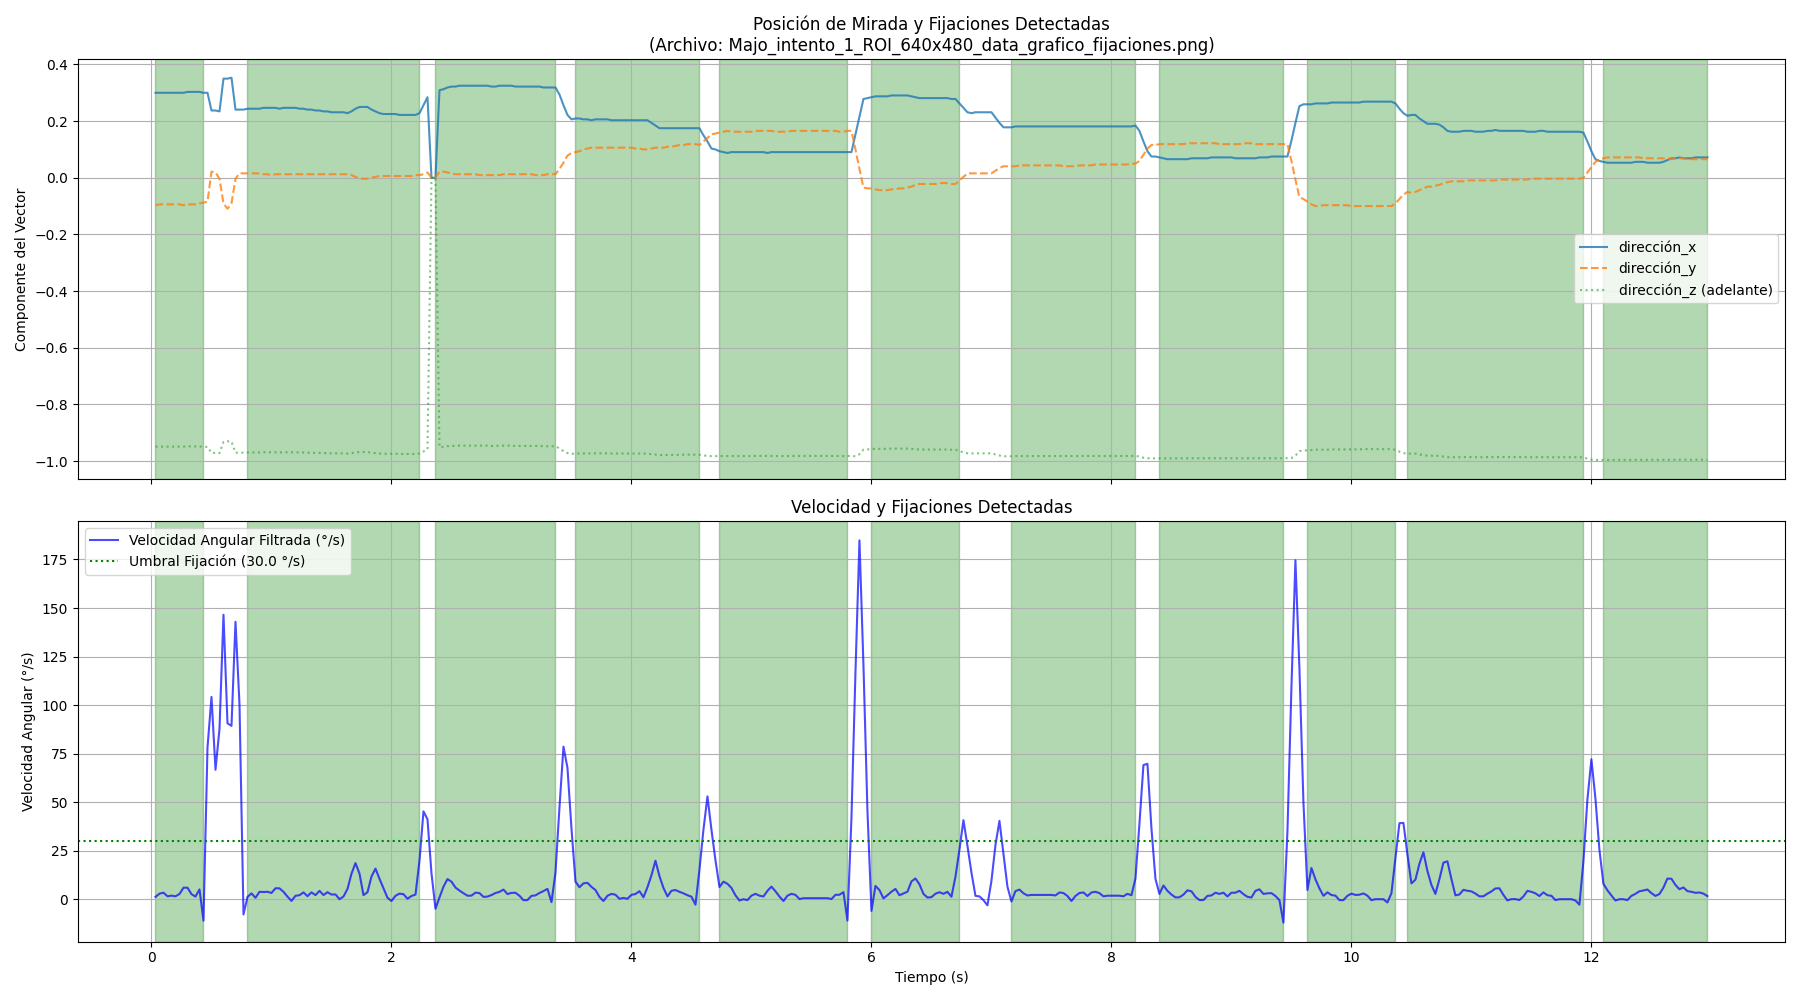 Posición de Mirada y Fijaciones Detectadas
(Archivo: Majo_intento_1_ROI_640x480_data_grafico_fijaciones.png)
Componente del Vector
0.4
0.2
0.0
−0.2
−0.4
−0.6
−0.8
−1.0
dirección_x
dirección_y
dirección_z (adelante)
Velocidad y Fijaciones Detectadas
Velocidad Angular (°/s)
175
150
125
100
75
50
25
0
Velocidad Angular Filtrada (°/s)
Umbral Fijación (30.0 °/s)
0 2 4 6 8 10 12
Tiempo (s)